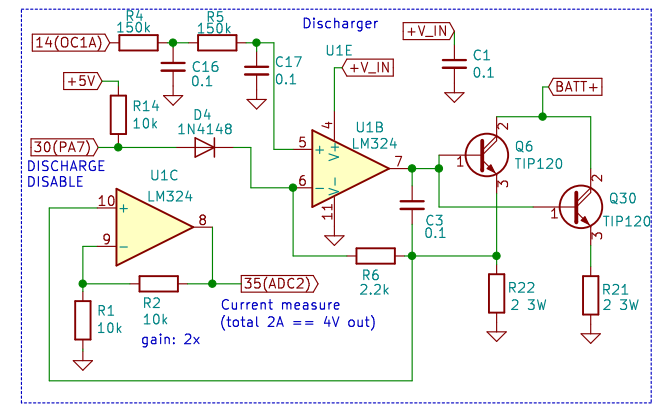 Discharger
R4
150k
R5
150k
14(OC1A)
C16
0.1
C17
0.1
U1E
+V_IN
+V_IN
C1
0.1
+5V
R14
10k
D4
1N4148
4
V+
V-
11
U1B
LM324
5
+
6
-
7
BATT+
2
Q6
TIP120
1
3
2
Q30
TIP120
1
3
30(PA7)
DISCHARGE
DISABLE
U1C
LM324
10
+
9
-
8
C3
0.1
R6
2.2k
R22
2 3W
R21
2 3W
R2
10k
R1
10k
35(ADC2)
Current measure
(total 2A == 4V out)
gain: 2x